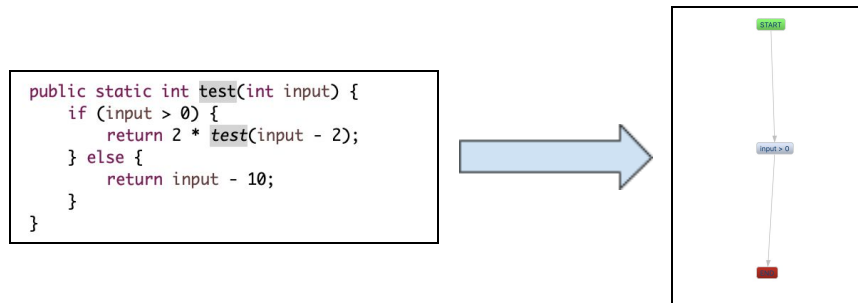 public static int test(int input) {
if (input > 0) {
return 2 * test(input - 2);
} else {
return input - 10;
}
}
START
input > 0